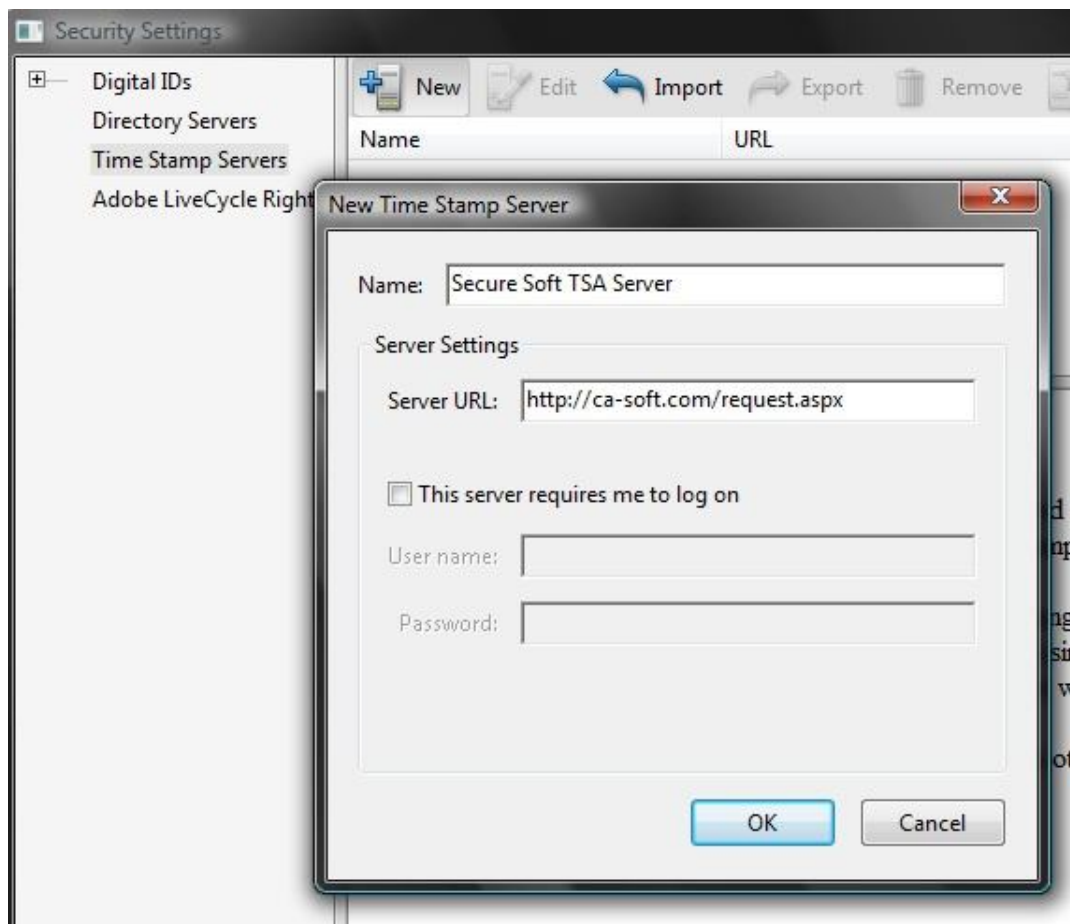 Security Settings
Digital IDs
Directory Servers
Time Stamp Servers
Adobe LiveCycle Right
New Edit Import Export Remove
Name URL
New Time Stamp Server
Name: Secure Soft TSA Server
Server Settings
Server URL: http://ca-soft.com/request.aspx
This server requires me to log on
User name:
Password:
OK Cancel